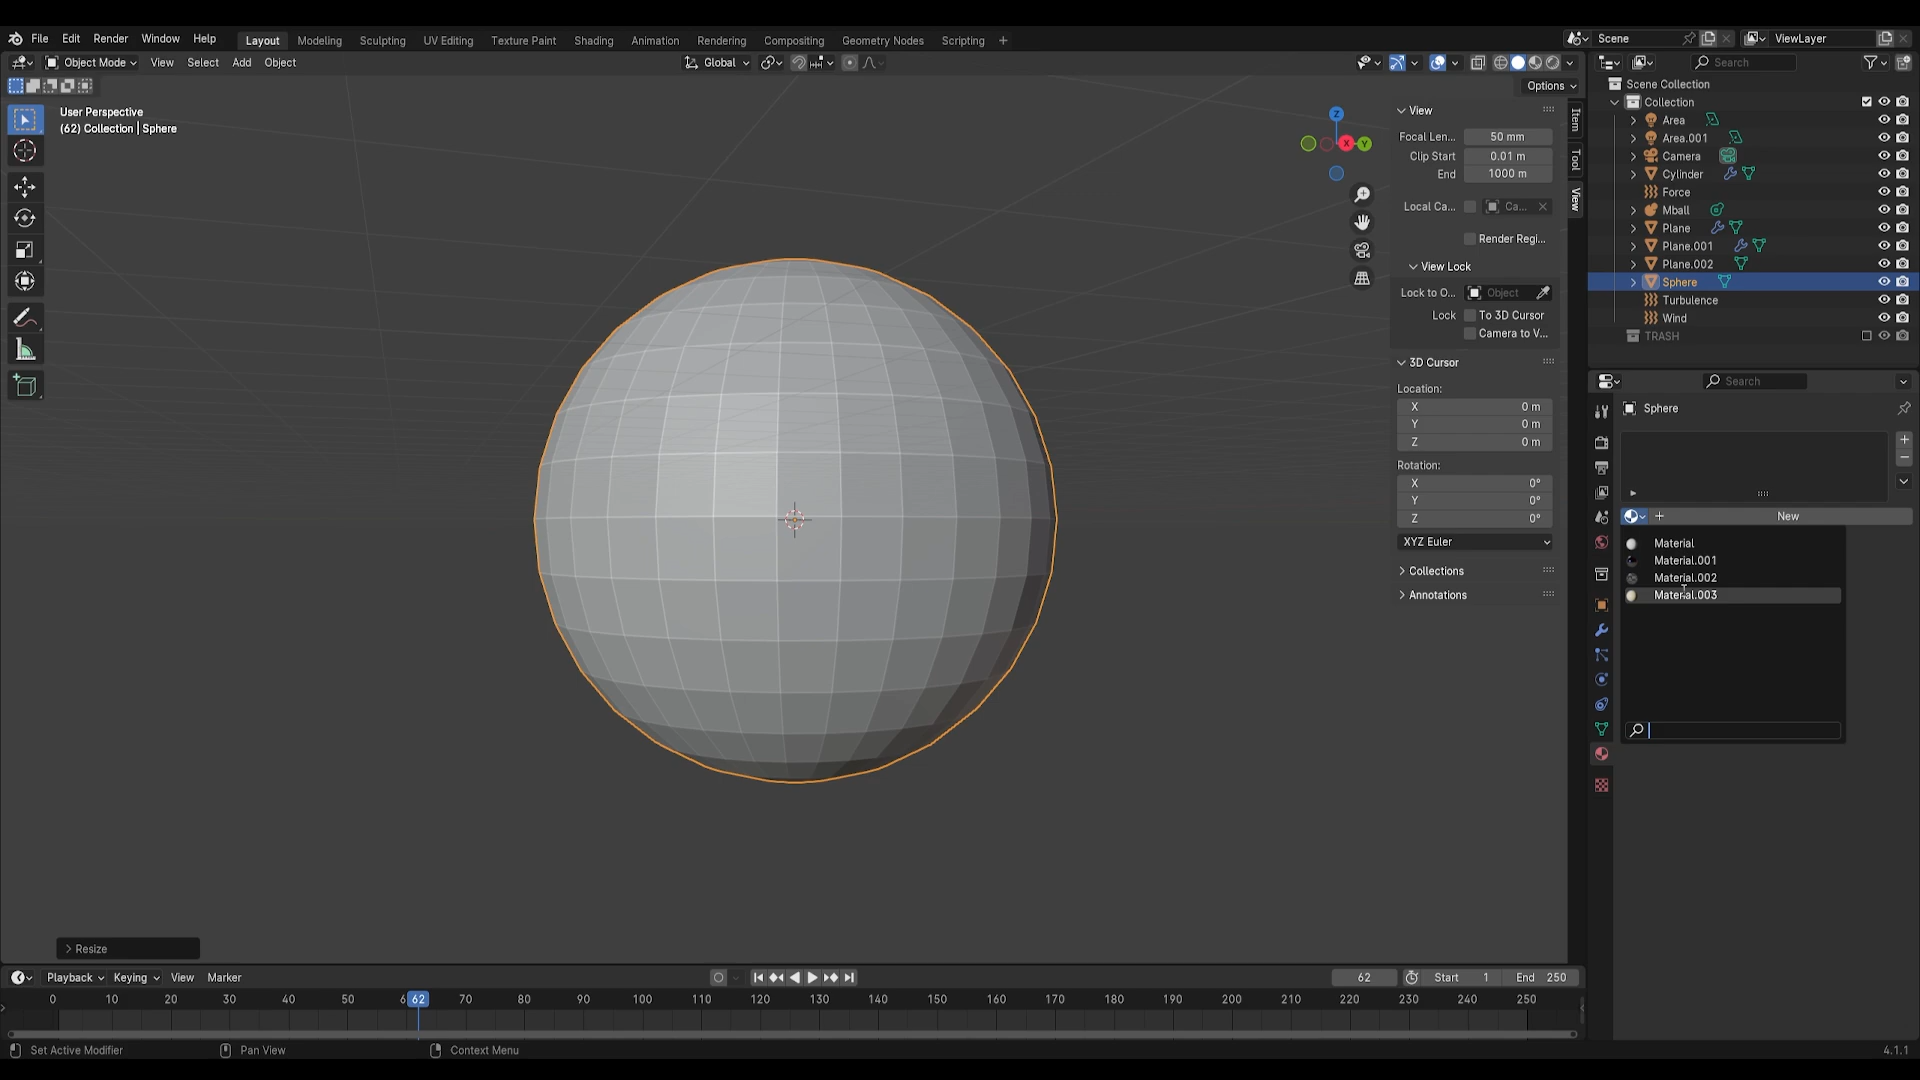 File Edit Render Window Help Layout Modeling Sculpting UV Editing Texture Paint Shading Animation Rendering Compositing Geometry Nodes Scripting + Scene ViewLayer
Object Mode View Select Add Object Global Search
Options
User Perspective
(62) Collection | Sphere
View
Focal Len... 50 mm
Clip Start 0.01 m
End 1000 m
Local Ca... Ca...
Render Regi...
View Lock
Lock to O... Object
Lock To 3D Cursor
Camera to V...
3D Cursor
Location:
X 0 m
Y 0 m
Z 0 m
Rotation:
X 0°
Y 0°
Z 0°
XYZ Euler
Collections
Annotations
Item
Tool
View
Z
X
Y
Scene Collection
Collection
Area
Area.001
Camera
Cylinder
Force
Mball
Plane
Plane.001
Plane.002
Sphere
Turbulence
Wind
TRASH
Search
Sphere
New
Material
Material.001
Material.002
Material.003
Resize
Playback Keying View Marker 62 Start 1 End 250
0 10 20 30 40 50 6 62 70 80 90 100 110 120 130 140 150 160 170 180 190 200 210 220 230 240 250
Set Active Modifier Pan View Context Menu 4.1.1